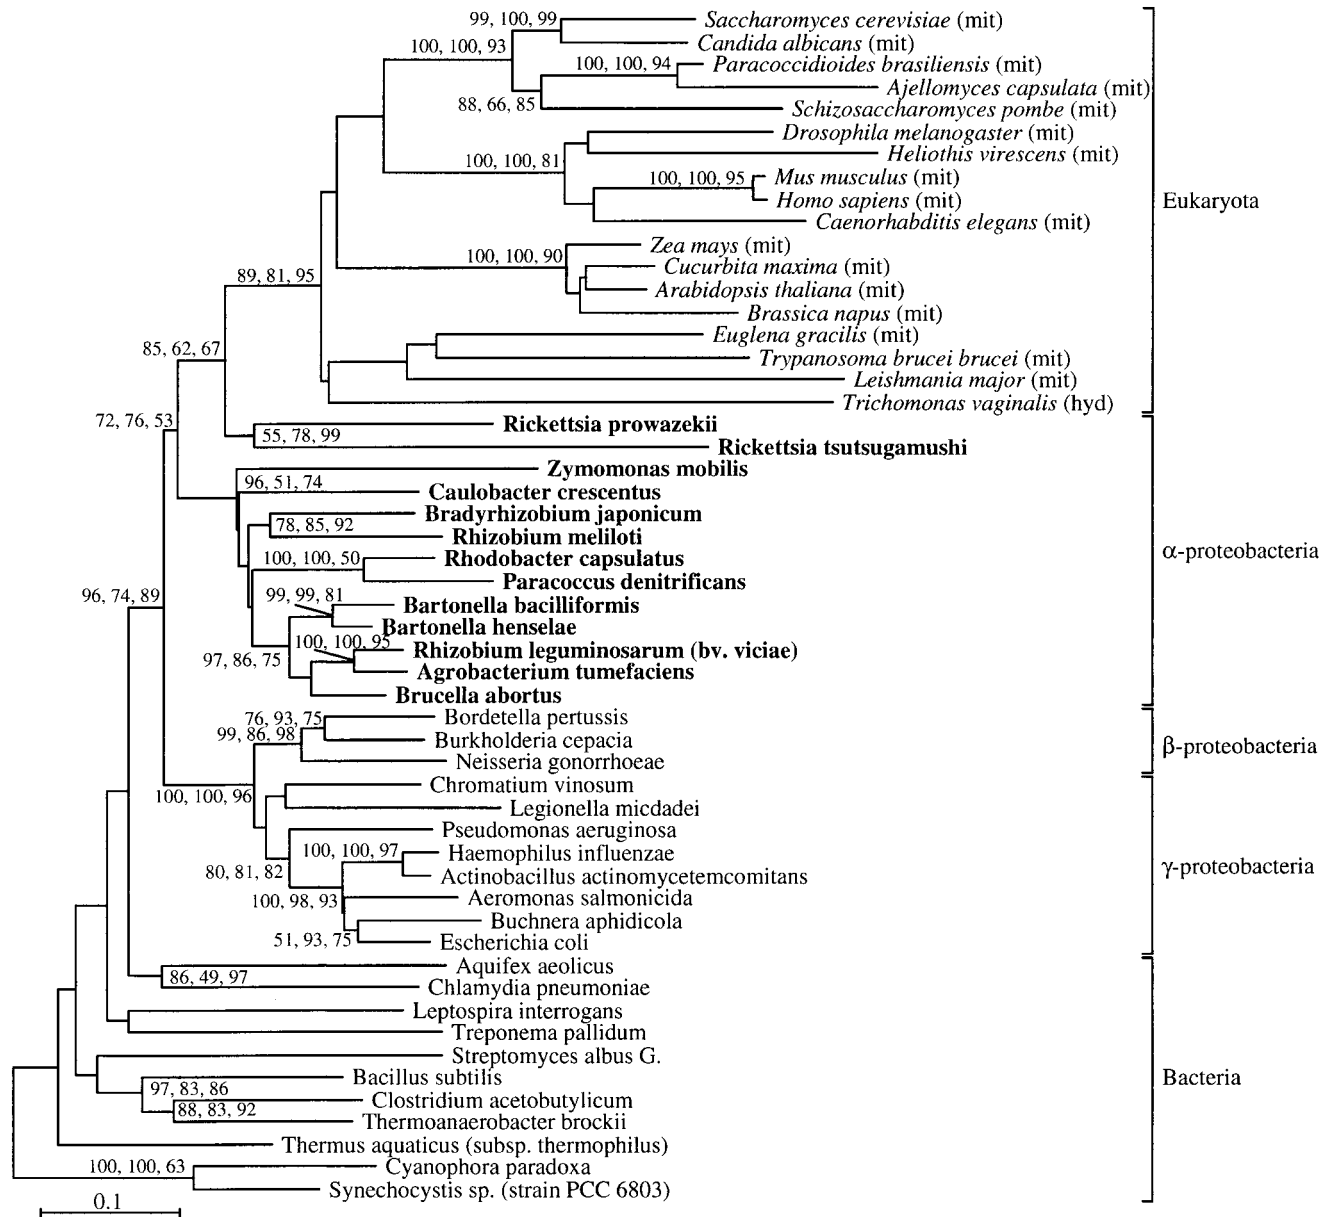 99, 100, 99
Saccharomyces cerevisiae (mit)
100, 100, 93
Candida albicans (mit)
100, 100, 94
Paracoccidioides brasiliensis (mit)
Ajellomyces capsulata (mit)
88, 66, 85
Schizosaccharomyces pombe (mit)
Drosophila melanogaster (mit)
100, 100, 81
Heliothis virescens (mit)
100, 100, 95
Mus musculus (mit)
Homo sapiens (mit)
Eukaryota
Caenorhabditis elegans (mit)
Zea mays (mit)
100, 100, 90
Cucurbita maxima (mit)
89, 81, 95
Arabidopsis thaliana (mit)
Brassica napus (mit)
Euglena gracilis (mit)
85, 62, 67
Trypanosoma brucei brucei (mit)
Leishmania major (mit)
Trichomonas vaginalis (hyd)
72, 76, 53
Rickettsia prowazekii
55, 78, 99
Rickettsia tsutsugamushi
Zymomonas mobilis
96, 51, 74
Caulobacter crescentus
Bradyrhizobium japonicum
78, 85, 92
Rhizobium meliloti
α-proteobacteria
100, 100, 50
Rhodobacter capsulatus
Paracoccus denitrificans
96, 74, 89
99, 99, 81
Bartonella bacilliformis
Bartonella henselae
100, 100, 95
Rhizobium leguminosarum (bv. viciae)
97, 86, 75
Agrobacterium tumefaciens
Brucella abortus
76, 93, 75
Bordetella pertussis
99, 86, 98
Burkholderia cepacia
β-proteobacteria
Neisseria gonorrhoeae
Chromatium vinosum
100, 100, 96
Legionella micdadei
Pseudomonas aeruginosa
100, 100, 97
Haemophilus influenzae
γ-proteobacteria
80, 81, 82
Actinobacillus actinomycetemcomitans
100, 98, 93
Aeromonas salmonicida
Buchnera aphidicola
51, 93, 75
Escherichia coli
Aquifex aeolicus
86, 49, 97
Chlamydia pneumoniae
Leptospira interrogans
Treponema pallidum
Streptomyces albus G.
Bacillus subtilis
Bacteria
97, 83, 86
Clostridium acetobutylicum
88, 83, 92
Thermoanaerobacter brockii
Thermus aquaticus (subsp. thermophilus)
100, 100, 63
Cyanophora paradoxa
Synechocystis sp. (strain PCC 6803)
0.1